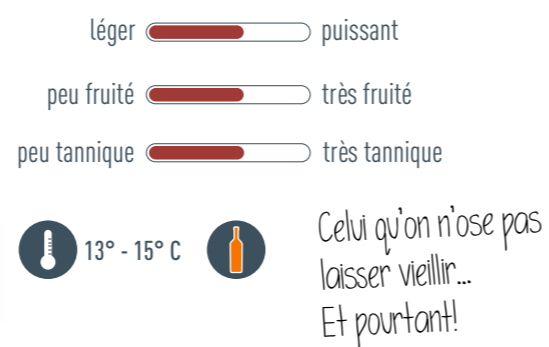 léger puissant
peu fruité très fruité
peu tannique très tannique
13° - 15° C
Celui qu'on n'ose pas
laisser vieillir...
Et pourtant!